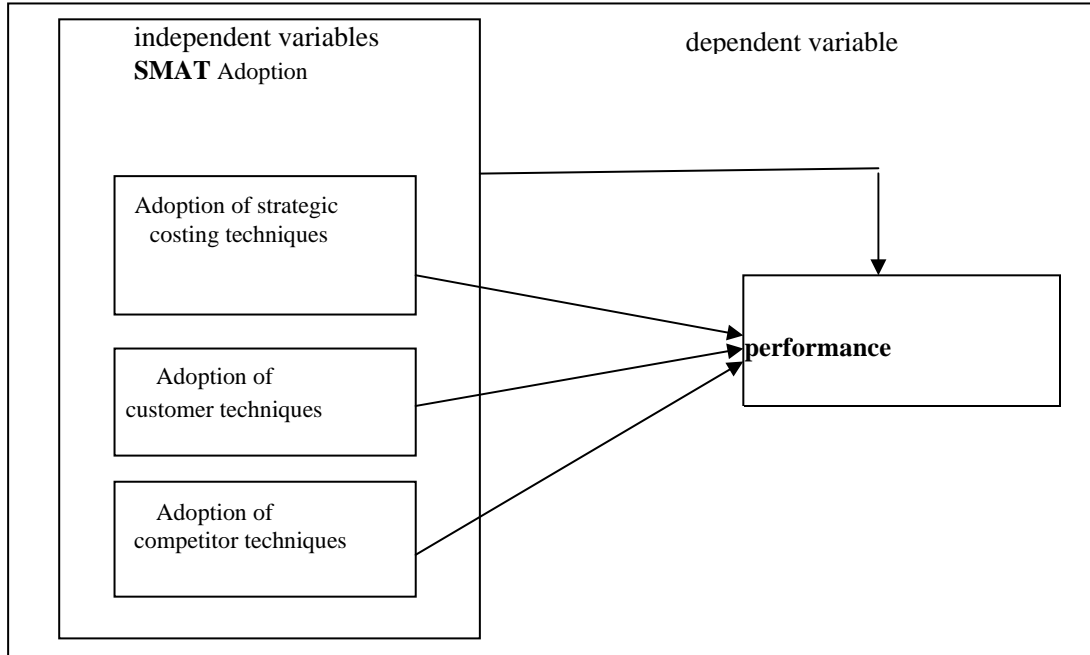 independent variables
SMAT Adoption
dependent variable
Adoption of strategic
costing techniques
Adoption of
customer techniques
Adoption of
competitor techniques
performance